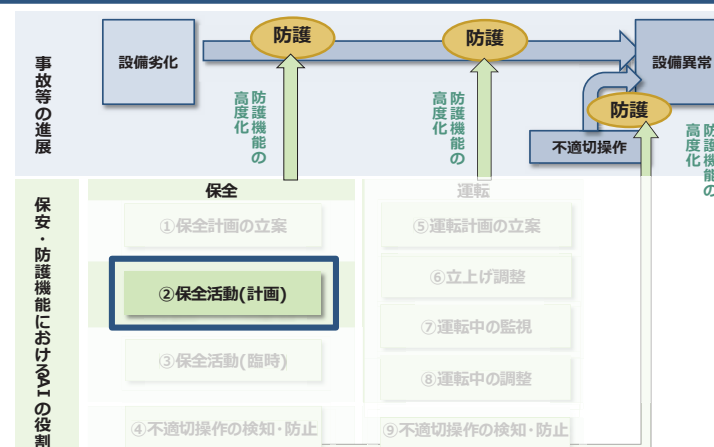 事故等の進展
設備劣化
防護
防護
設備異常
防護
不適切操作
防護機能の
高度化
防護機能の
高度化
防護機能の
高度化
保安・防護機能におけるAIの役割
保全
①保全計画の立案
②保全活動(計画)
③保全活動(臨時)
④不適切操作の検知・防止
運転
⑤運転計画の立案
⑥立上げ調整
⑦運転中の監視
⑧運転中の調整
⑨不適切操作の検知・防止